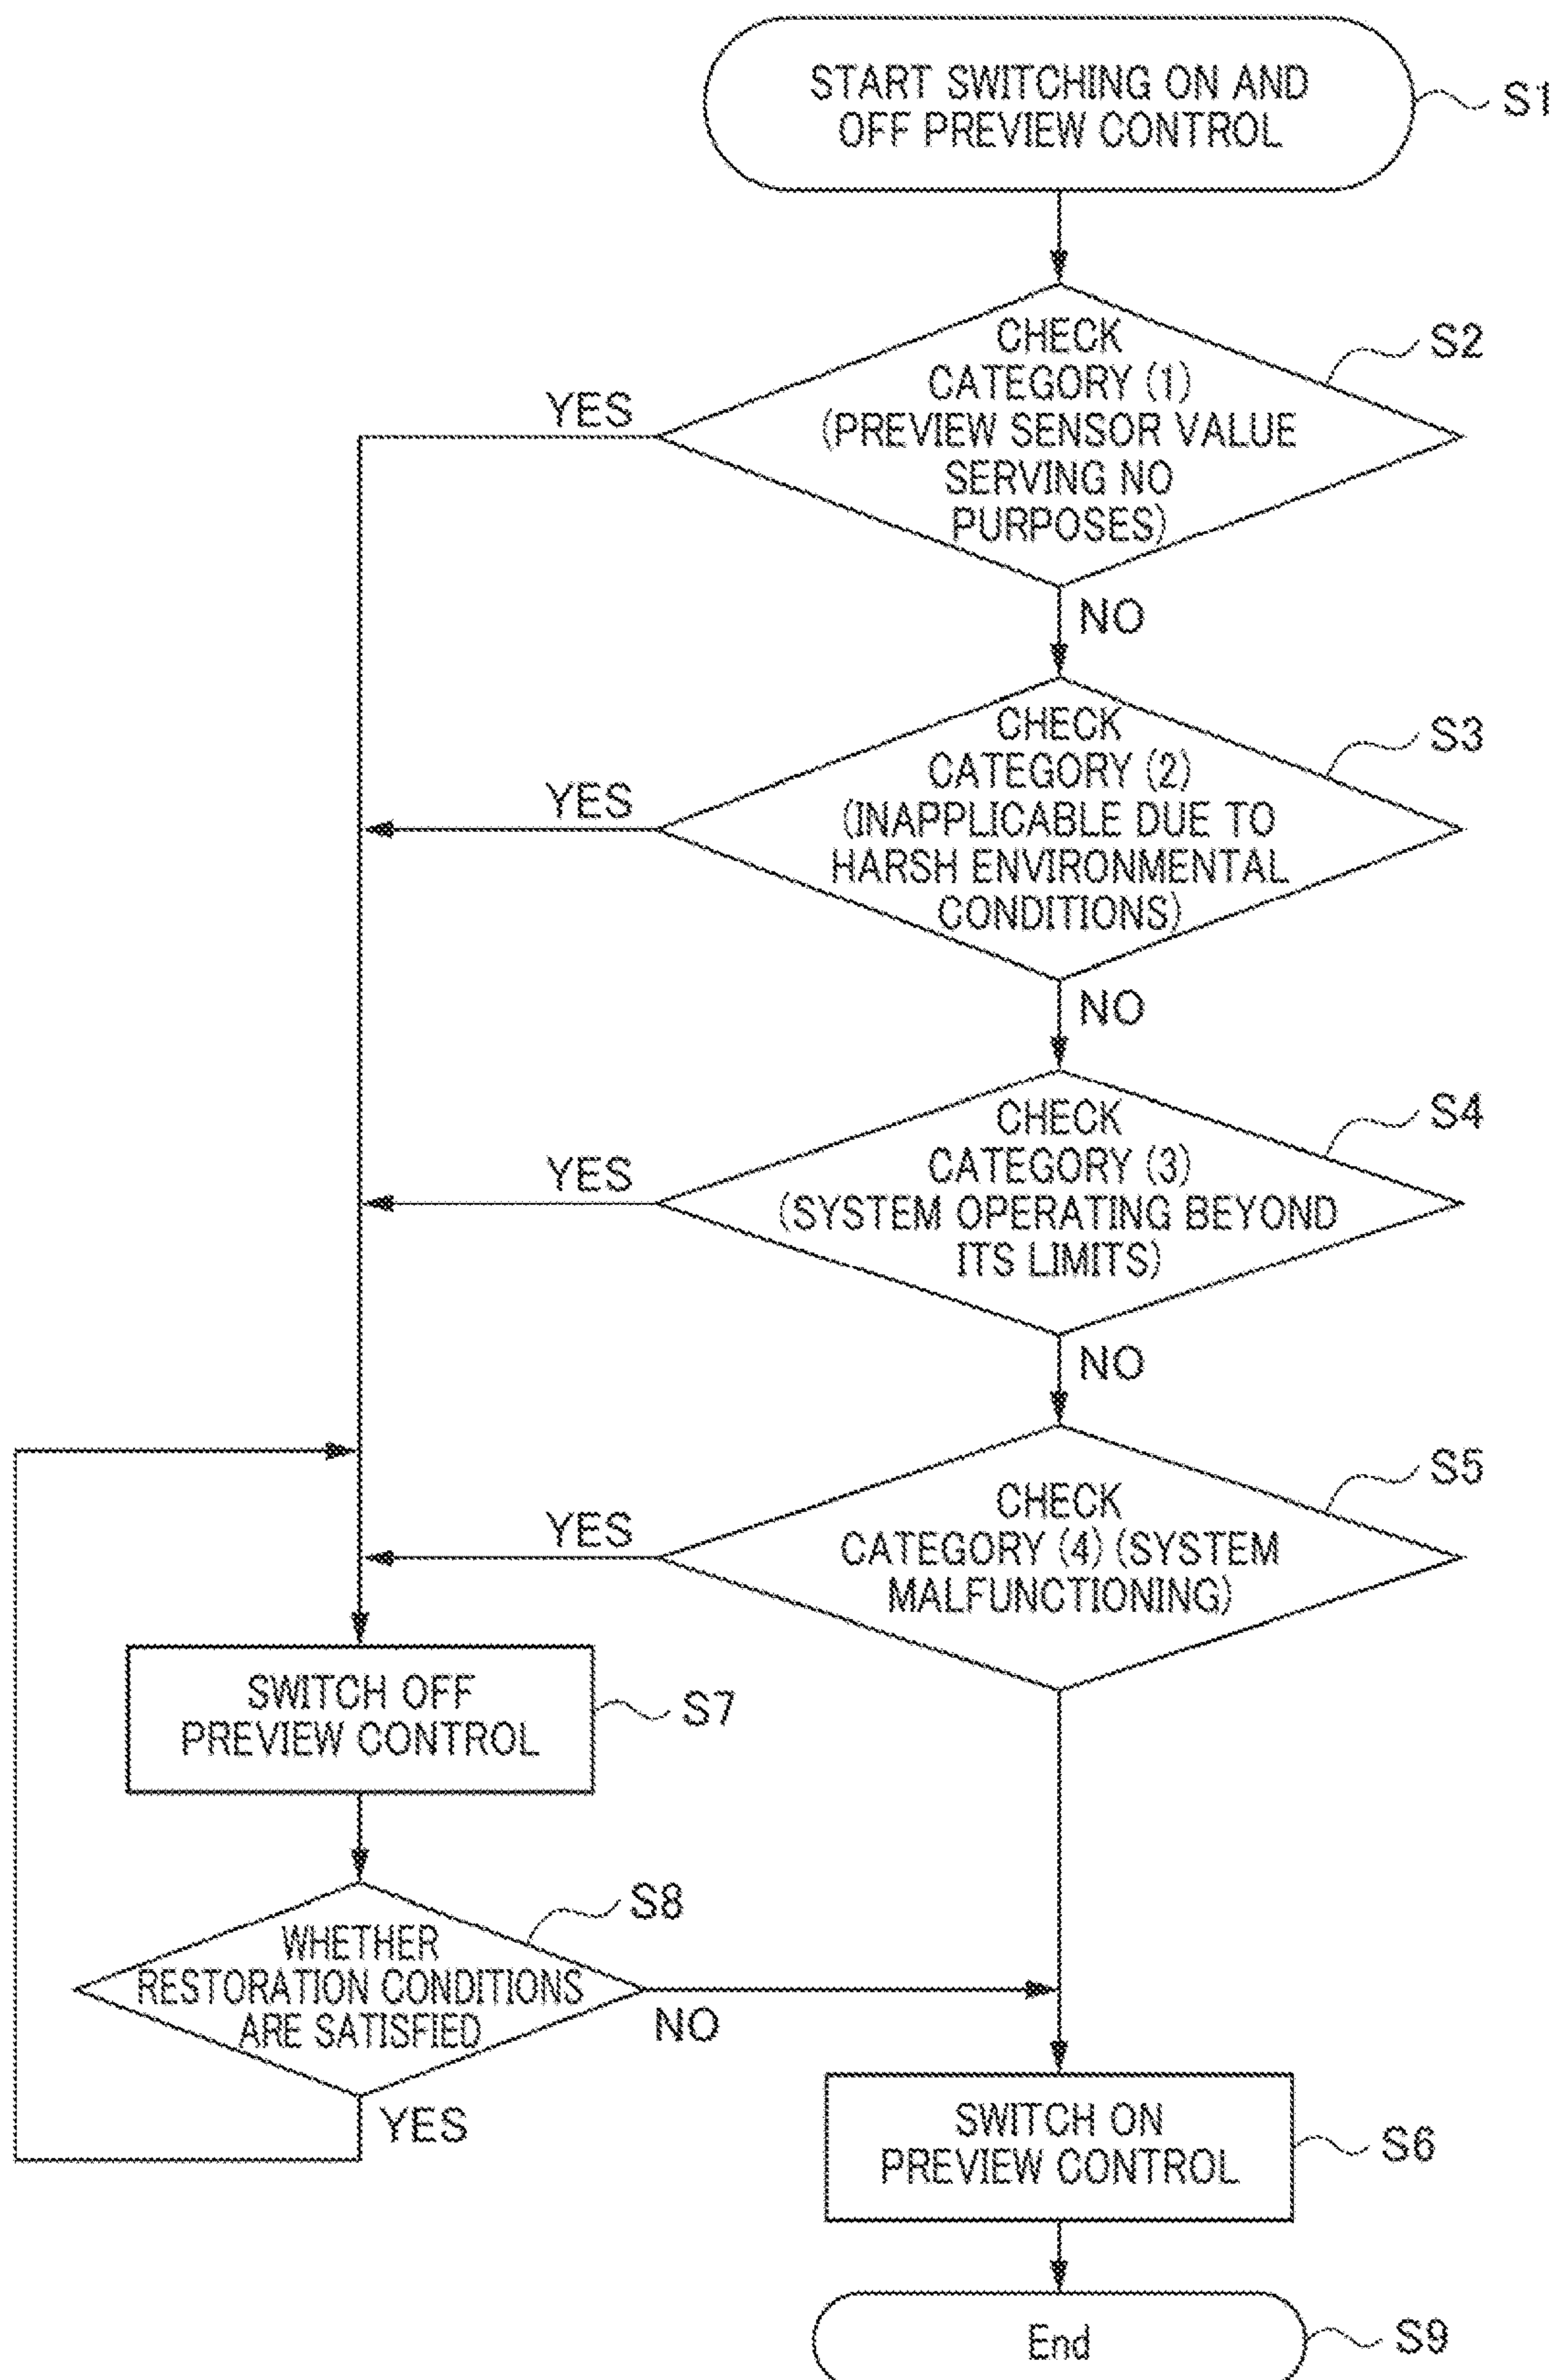 START SWITCHING ON AND
OFF PREVIEW CONTROL
S1
CHECK
CATEGORY (1)
(PREVIEW SENSOR VALUE
SERVING NO
PURPOSES)
S2
YES
NO
CHECK
CATEGORY (2)
(INAPPLICABLE DUE TO
HARSH ENVIRONMENTAL
CONDITIONS)
S3
YES
NO
CHECK
CATEGORY (3)
(SYSTEM OPERATING BEYOND
ITS LIMITS)
S4
YES
NO
CHECK
CATEGORY (4) (SYSTEM
MALFUNCTIONING)
S5
YES
SWITCH OFF
PREVIEW CONTROL
S7
WHETHER
RESTORATION CONDITIONS
ARE SATISFIED
S8
NO
YES
SWITCH ON
PREVIEW CONTROL
S6
End
S9